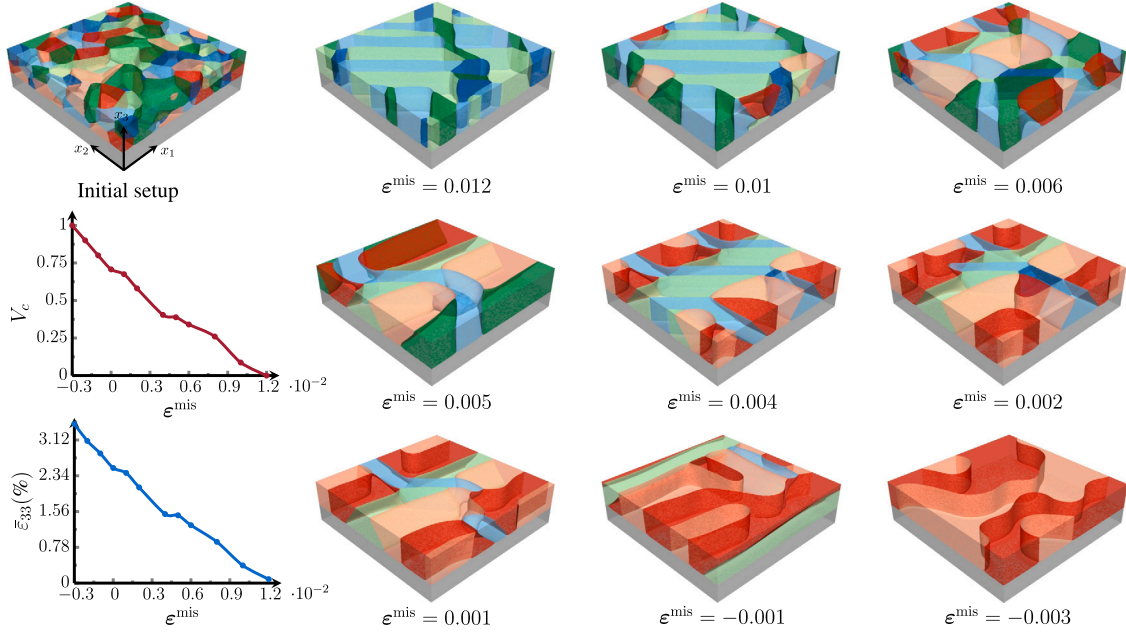 x₃
x₂
x₁
Initial setup
ε^mis = 0.012
ε^mis = 0.01
ε^mis = 0.006
1
0.75
0.5
0.25
0
V_c
−0.3 0 0.3 0.6 0.9 1.2 ·10⁻²
ε^mis
ε^mis = 0.005
ε^mis = 0.004
ε^mis = 0.002
3.12
2.34
1.56
0.78
0
ε̄₃₃(%)
−0.3 0 0.3 0.6 0.9 1.2 ·10⁻²
ε^mis
ε^mis = 0.001
ε^mis = −0.001
ε^mis = −0.003